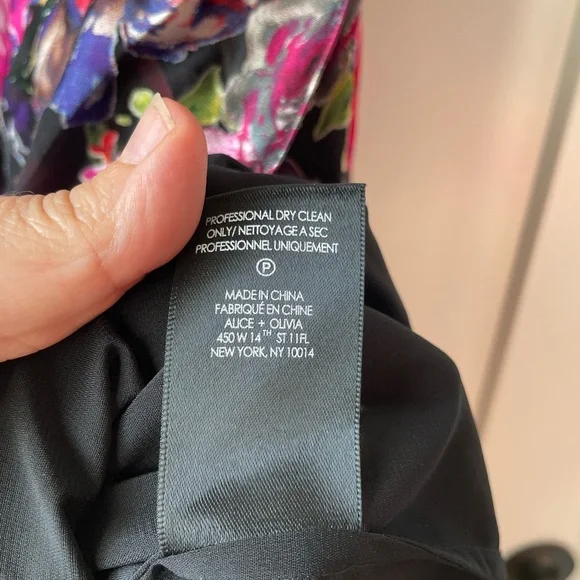 PROFESSIONAL DRY CLEAN
ONLY/ NETTOYAGE A SEC
PROFESSIONNEL UNIQUEMENT
P
MADE IN CHINA
FABRIQUÉ EN CHINE
ALICE + OLIVIA
450 W 14TH ST 11FL
NEW YORK, NY 10014